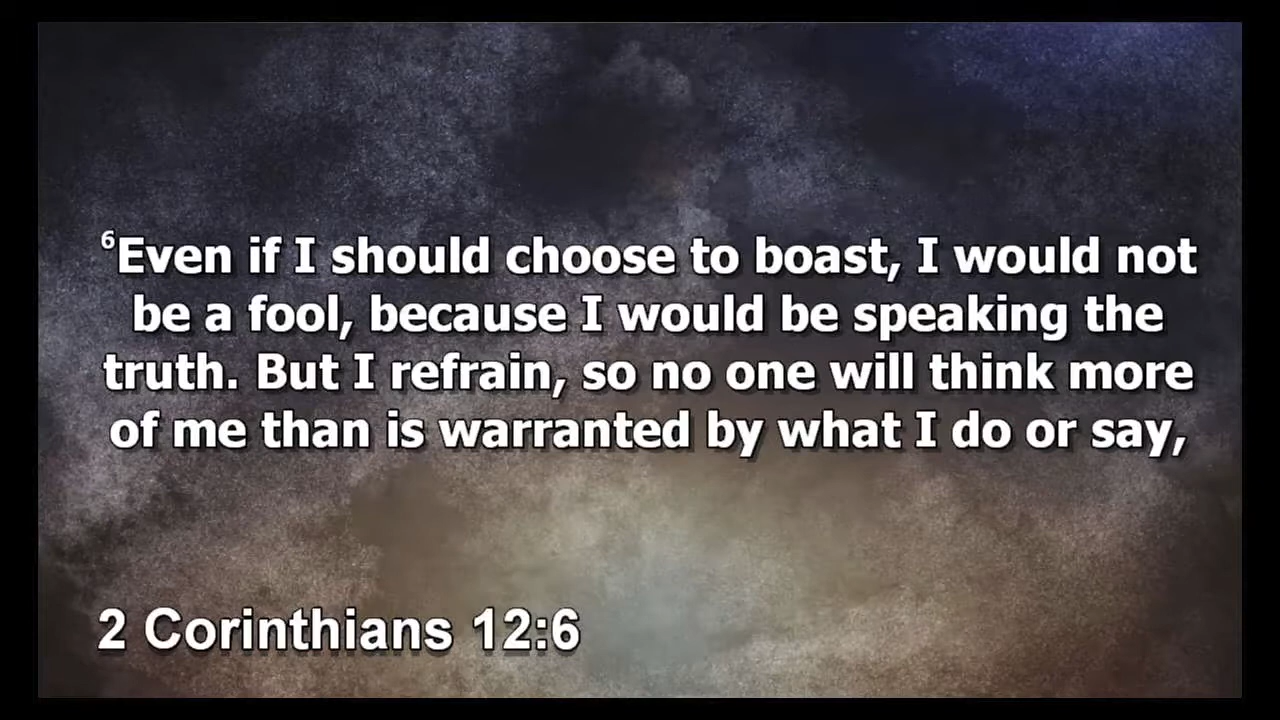 ⁶Even if I should choose to boast, I would not
be a fool, because I would be speaking the
truth. But I refrain, so no one will think more
of me than is warranted by what I do or say,
2 Corinthians 12:6